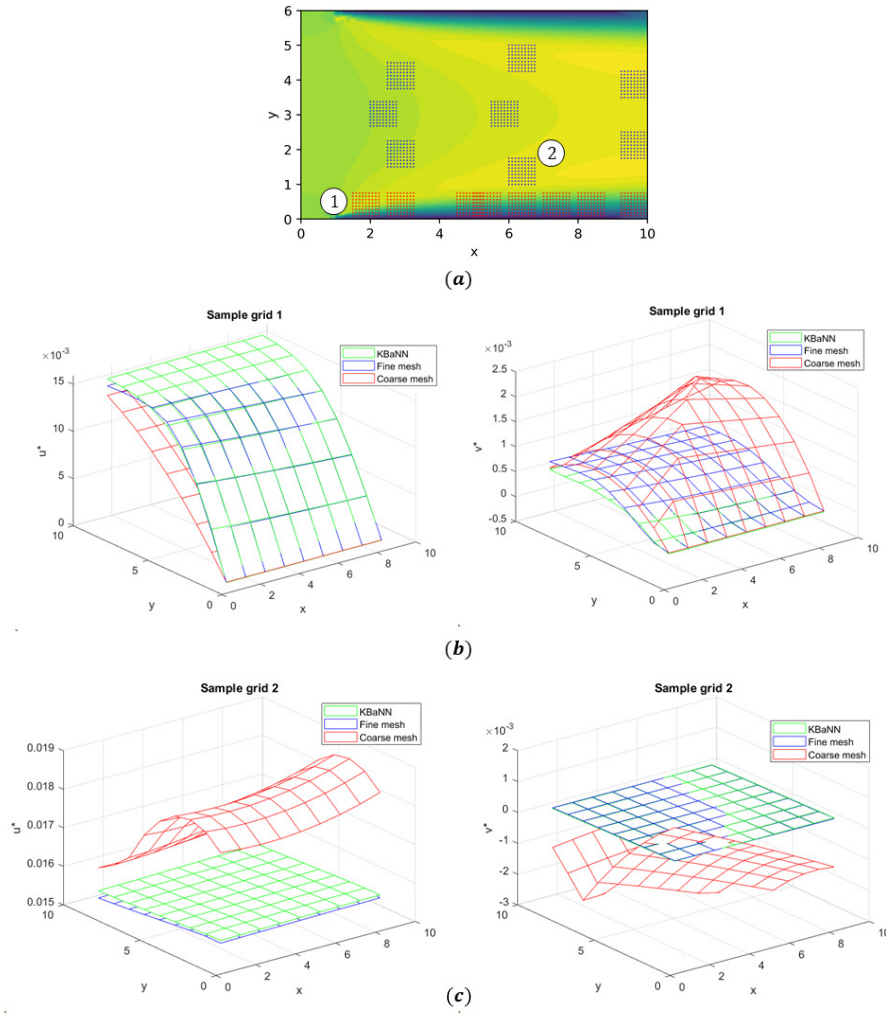 6
5
4
3
2
1
0
y
1
2
0
2
4
6
8
10
x
(a)
Sample grid 1
×10-3
15
10
5
0
u*
10
5
0
y
0
2
4
6
8
10
x
KBaNN
Fine mesh
Coarse mesh
Sample grid 1
×10-3
2.5
2
1.5
1
0.5
0
-0.5
v*
10
5
0
y
0
2
4
6
8
10
x
KBaNN
Fine mesh
Coarse mesh
(b)
Sample grid 2
0.019
0.018
0.017
0.016
0.015
u*
10
5
0
y
0
2
4
6
8
10
x
KBaNN
Fine mesh
Coarse mesh
Sample grid 2
×10-3
2
1
0
-1
-2
-3
v*
10
5
0
y
0
2
4
6
8
10
x
KBaNN
Fine mesh
Coarse mesh
(c)